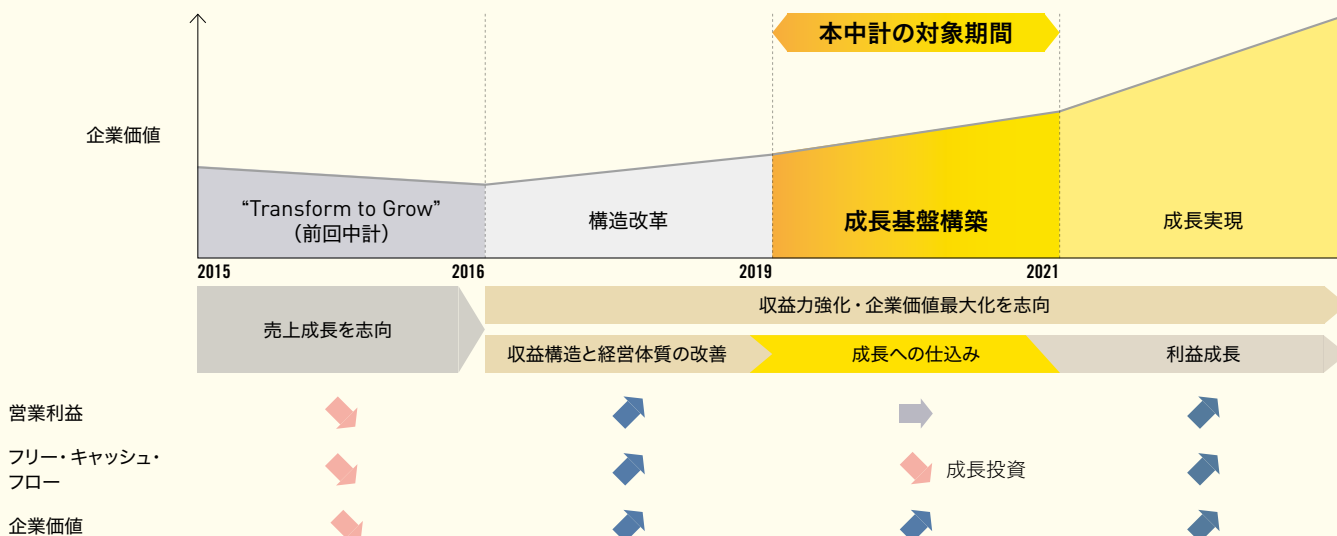 本中計の対象期間
企業価値
“Transform to Grow”
（前回中計）
構造改革
成長基盤構築
成長実現
2015
2016
2019
2021
売上成長を志向
収益力強化・企業価値最大化を志向
収益構造と経営体質の改善
成長への仕込み
利益成長
営業利益
フリー・キャッシュ・
フロー
成長投資
企業価値